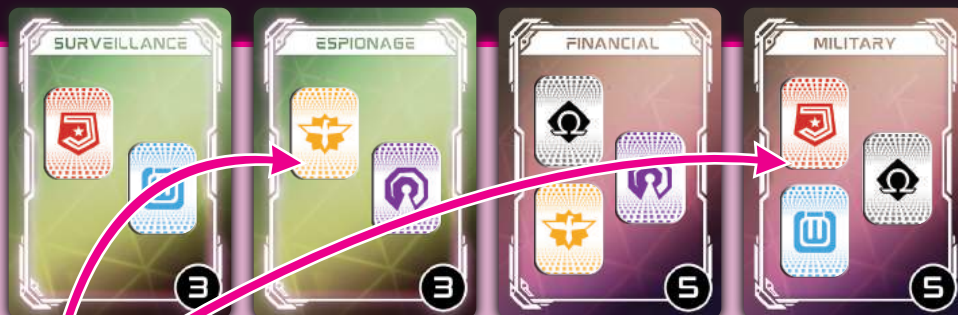 SURVEILLANCE
ESPIONAGE
FINANCIAL
MILITARY
3
3
5
5